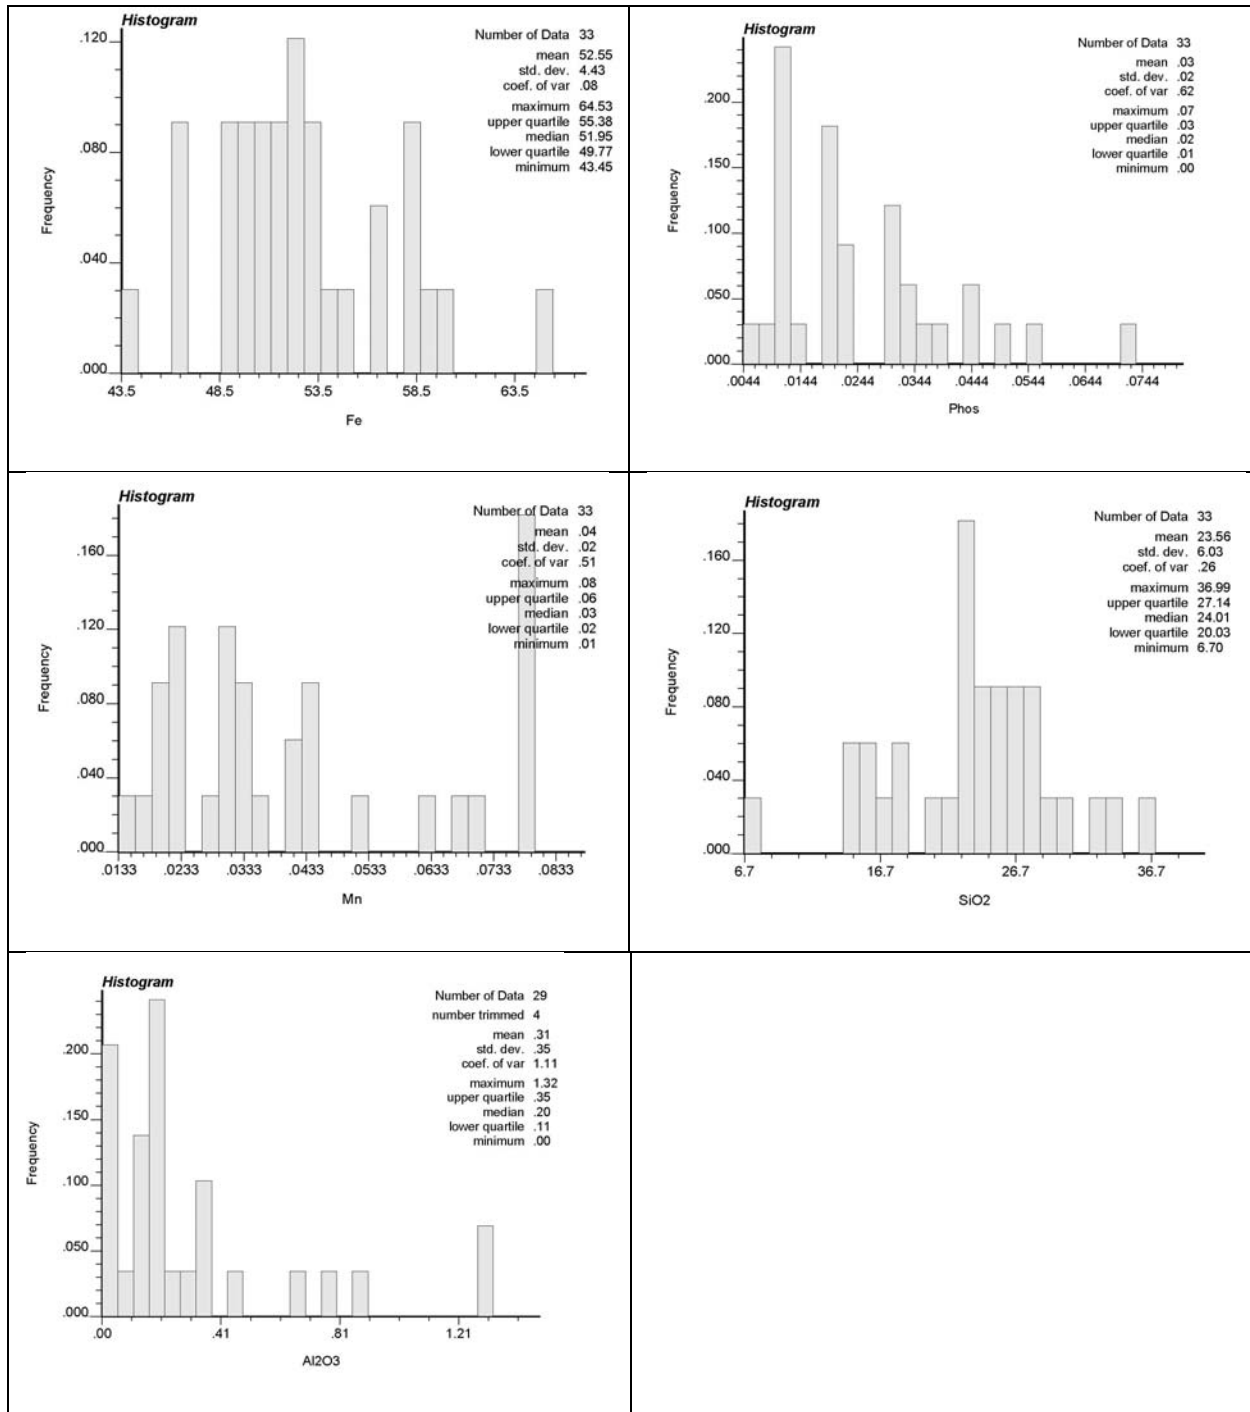 Histogram
Number of Data 33
mean 52.55
std. dev. 4.43
coef. of var .08
maximum 64.53
upper quartile 55.38
median 51.95
lower quartile 49.77
minimum 43.45
Frequency
.120
.080
.040
.000
43.5 48.5 53.5 58.5 63.5
Fe
Histogram
Number of Data 33
mean .03
std. dev. .02
coef. of var .62
maximum .07
upper quartile .03
median .02
lower quartile .01
minimum .00
Frequency
.200
.150
.100
.050
.000
.0044 .0144 .0244 .0344 .0444 .0544 .0644 .0744
Phos
Histogram
Number of Data 33
mean .04
std. dev. .02
coef. of var .51
maximum .08
upper quartile .06
median .03
lower quartile .02
minimum .01
Frequency
.160
.120
.080
.040
.000
.0133 .0233 .0333 .0433 .0533 .0633 .0733 .0833
Mn
Histogram
Number of Data 33
mean 23.56
std. dev. 6.03
coef. of var .26
maximum 36.99
upper quartile 27.14
median 24.01
lower quartile 20.03
minimum 6.70
Frequency
.160
.120
.080
.040
.000
6.7 16.7 26.7 36.7
SiO2
Histogram
Number of Data 29
number trimmed 4
mean .31
std. dev. .35
coef. of var 1.11
maximum 1.32
upper quartile .35
median .20
lower quartile .11
minimum .00
Frequency
.200
.150
.100
.050
.000
.00 .41 .81 1.21
Al2O3